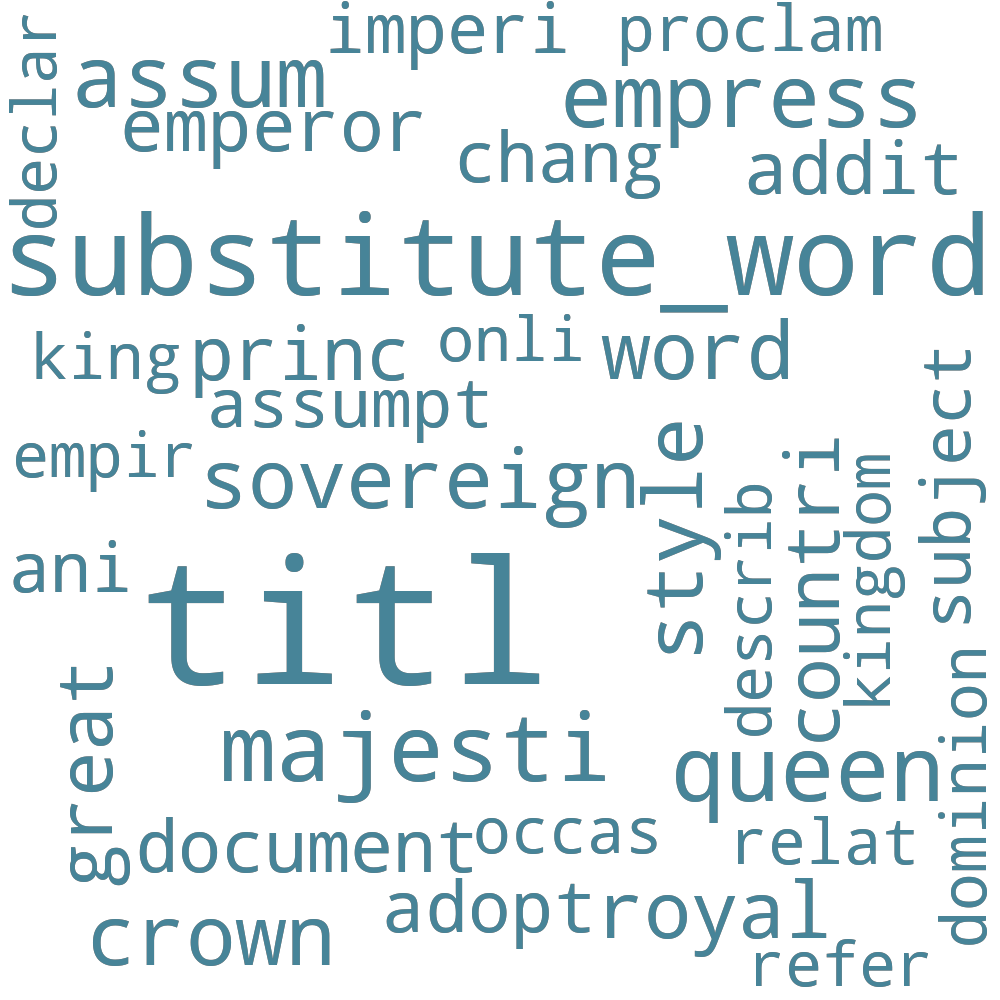 imperi
proclam
declar
assum
empress
emperor
chang
addit
substitute_word
king
princ
onli
word
assumpt
subject
empir
sovereign
style
describ
countri
kingdom
ani
titl
great
majesti
queen
dominion
document
occas
relat
crown
adopt
royal
refer